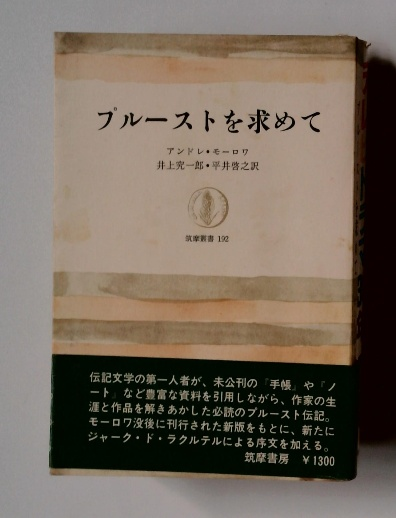 プルーストを求めて
アンドレ・モーロワ
井上究一郎・平井啓之訳
筑摩叢書 192
伝記文学の第一人者が、未公刊の「手帳」や『ノ
ート』など豊富な資料を引用しながら、作家の生
涯と作品を解きあかした必読のプルースト伝記。
モーロワ没後に刊行された新版をもとに、新たに
ジャーク・ド・ラクルテルによる序文を加える。
筑摩書房 ￥1300